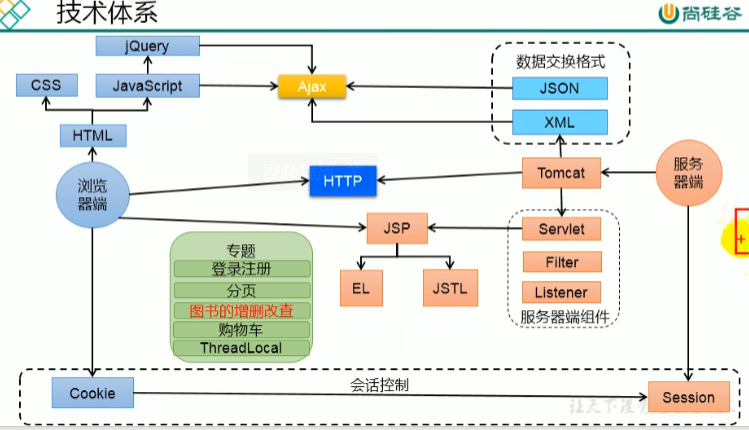 技术体系
尚硅谷
jQuery
CSS
JavaScript
Ajax
数据交换格式
JSON
XML
HTML
浏览
器端
HTTP
Tomcat
服务
器端
JSP
Servlet
EL
JSTL
Filter
Listener
服务器端组件
专题
登录注册
分页
图书的增删改查
购物车
ThreadLocal
会话控制
Cookie
Session